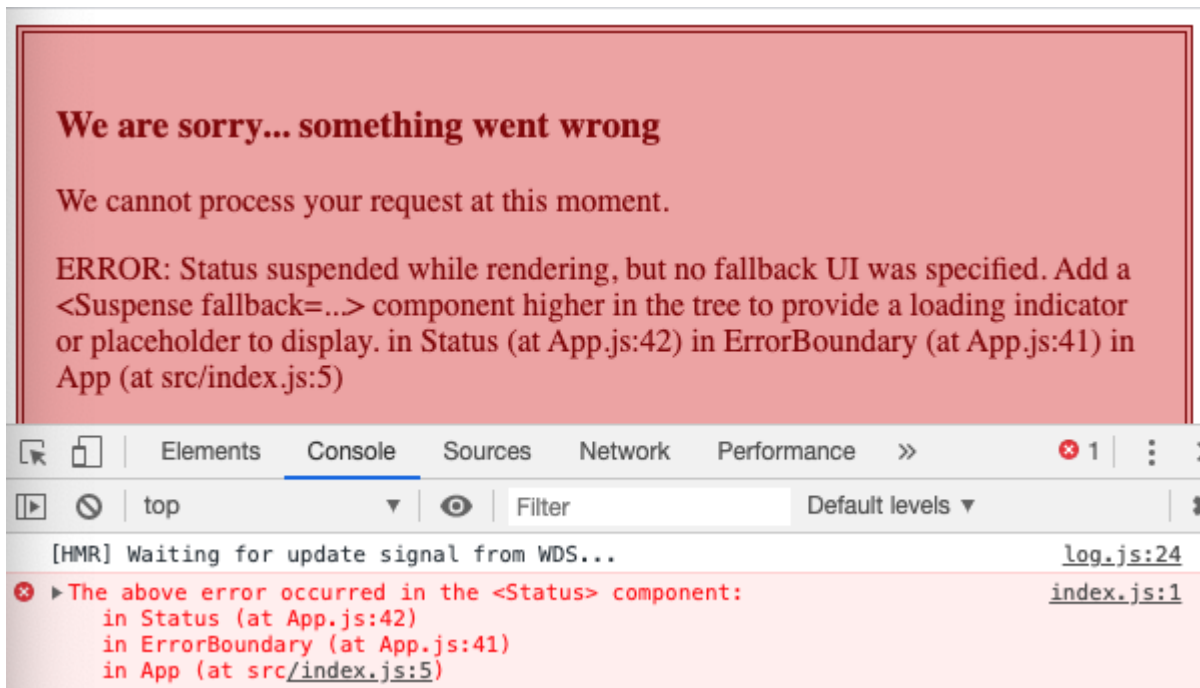 We are sorry... something went wrong
We cannot process your request at this moment.
ERROR: Status suspended while rendering, but no fallback UI was specified. Add a
<Suspense fallback=...> component higher in the tree to provide a loading indicator
or placeholder to display. in Status (at App.js:42) in ErrorBoundary (at App.js:41) in
App (at src/index.js:5)
Elements Console Sources Network Performance » 1
top ▼ Filter Default levels ▼
[HMR] Waiting for update signal from WDS... log.js:24
▶The above error occurred in the <Status> component: index.js:1
in Status (at App.js:42)
in ErrorBoundary (at App.js:41)
in App (at src/index.js:5)